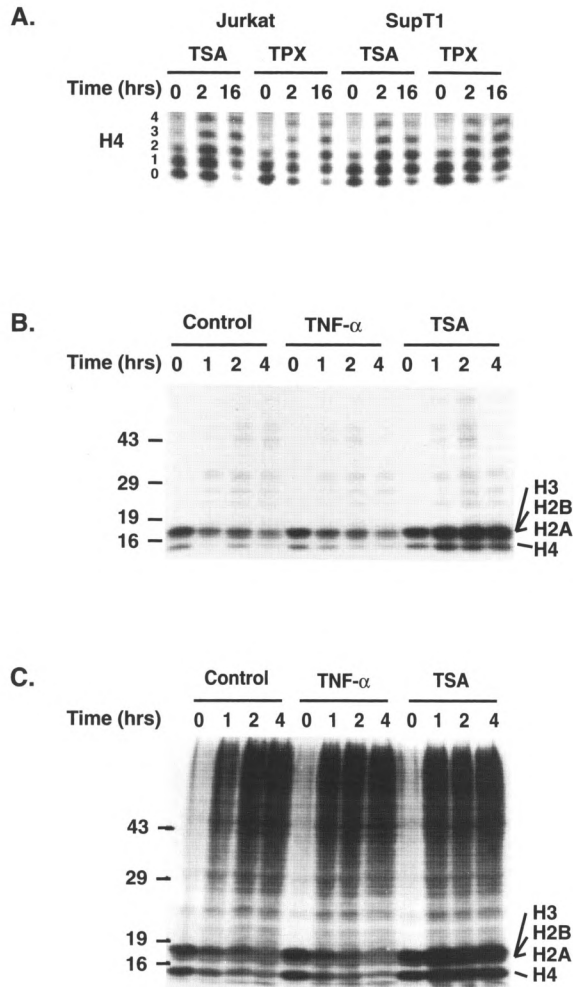 A.
Jurkat SupT1
TSA TPX TSA TPX
Time (hrs) 0 2 16 0 2 16 0 2 16 0 2 16
H4
4
3
2
1
0
B.
Control TNF-α TSA
Time (hrs) 0 1 2 4 0 1 2 4 0 1 2 4
43
29
19
16
H3
H2B
H2A
H4
C.
Control TNF-α TSA
Time (hrs) 0 1 2 4 0 1 2 4 0 1 2 4
43
29
19
16
H3
H2B
H2A
H4